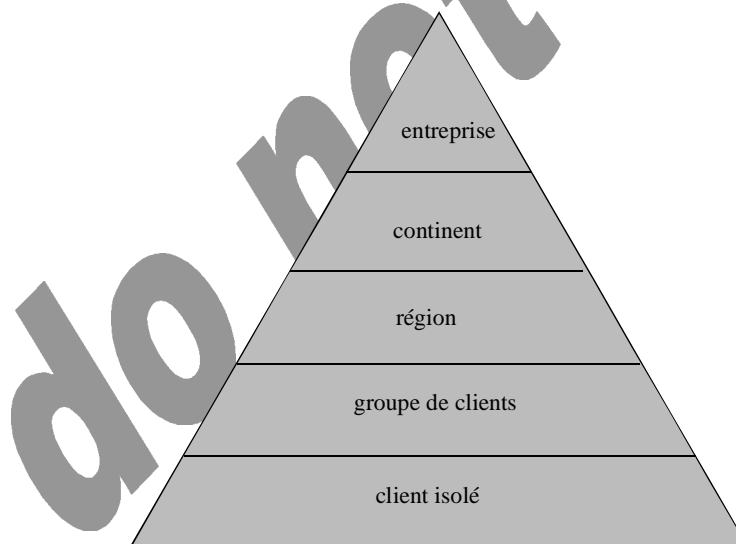 do not
entreprise
continent
région
groupe de clients
client isolé